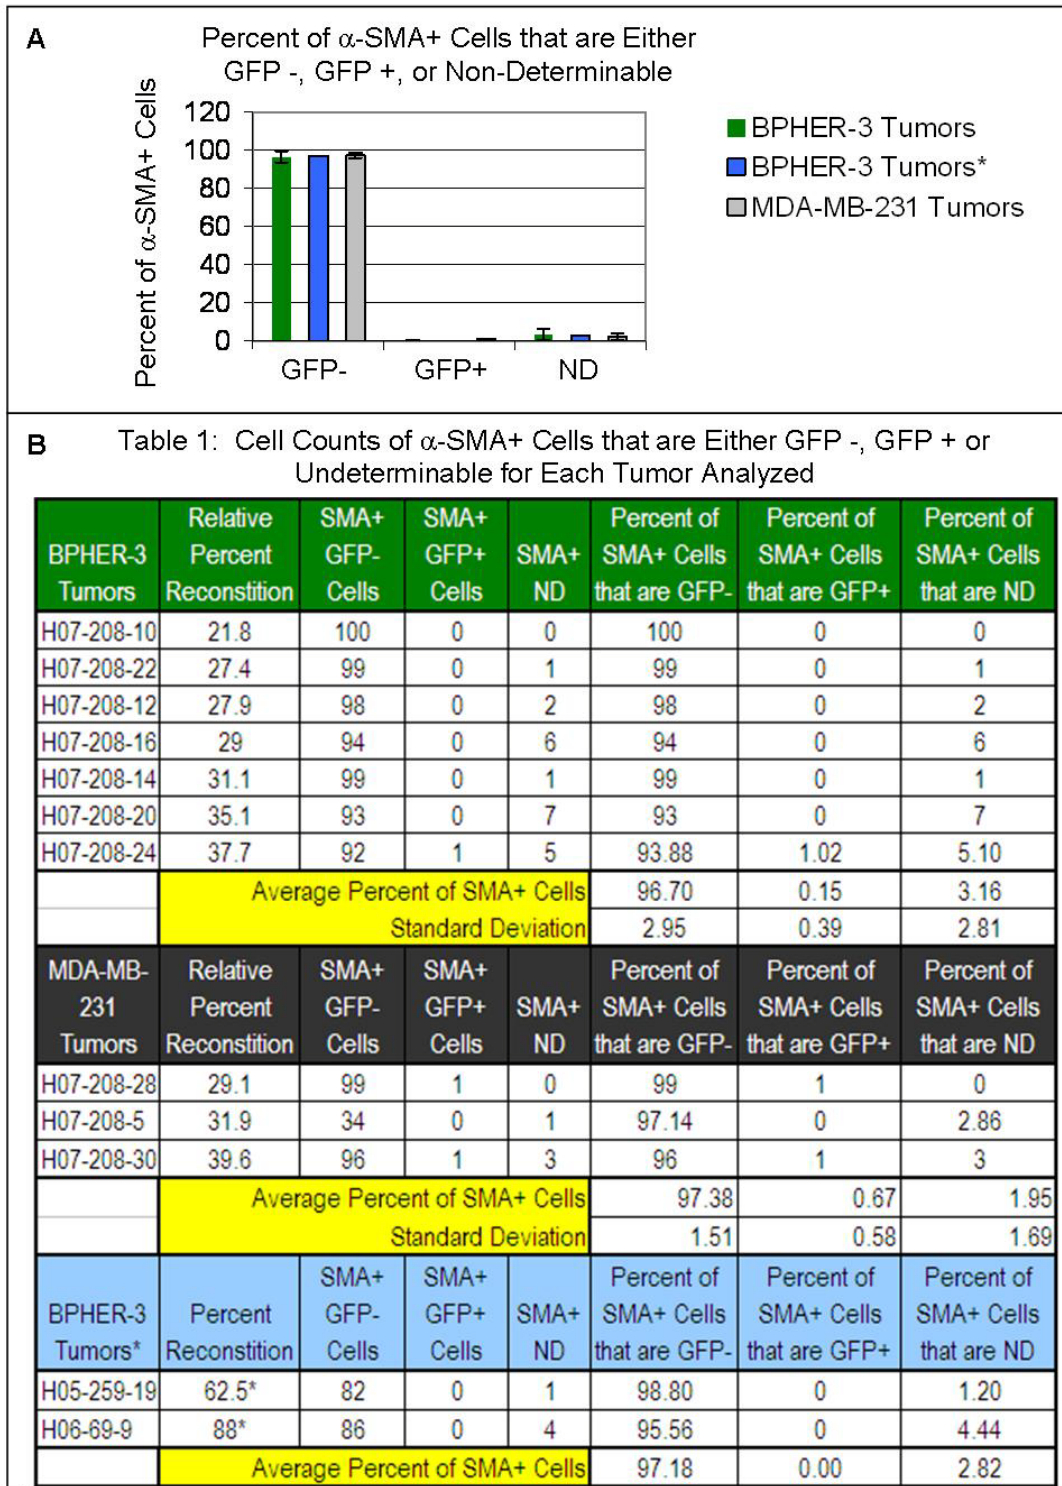 A
Percent of α-SMA+ Cells that are Either
GFP -, GFP +, or Non-Determinable
Percent of α-SMA+ Cells
120
100
80
60
40
20
0
GFP- GFP+ ND
BPHER-3 Tumors
BPHER-3 Tumors*
MDA-MB-231 Tumors
B
Table 1: Cell Counts of α-SMA+ Cells that are Either GFP -, GFP + or
Undeterminable for Each Tumor Analyzed
BPHER-3 Tumors Relative Percent Reconstition SMA+ GFP- Cells SMA+ GFP+ Cells SMA+ ND Percent of SMA+ Cells that are GFP- Percent of SMA+ Cells that are GFP+ Percent of SMA+ Cells that are ND
H07-208-10 21.8 100 0 0 100 0 0
H07-208-22 27.4 99 0 1 99 0 1
H07-208-12 27.9 98 0 2 98 0 2
H07-208-16 29 94 0 6 94 0 6
H07-208-14 31.1 99 0 1 99 0 1
H07-208-20 35.1 93 0 7 93 0 7
H07-208-24 37.7 92 1 5 93.88 1.02 5.10
Average Percent of SMA+ Cells 96.70 0.15 3.16
Standard Deviation 2.95 0.39 2.81
MDA-MB-231 Tumors Relative Percent Reconstition SMA+ GFP- Cells SMA+ GFP+ Cells SMA+ ND Percent of SMA+ Cells that are GFP- Percent of SMA+ Cells that are GFP+ Percent of SMA+ Cells that are ND
H07-208-28 29.1 99 1 0 99 1 0
H07-208-5 31.9 34 0 1 97.14 0 2.86
H07-208-30 39.6 96 1 3 96 1 3
Average Percent of SMA+ Cells 97.38 0.67 1.95
Standard Deviation 1.51 0.58 1.69
BPHER-3 Tumors* Percent Reconstition SMA+ GFP- Cells SMA+ GFP+ Cells SMA+ ND Percent of SMA+ Cells that are GFP- Percent of SMA+ Cells that are GFP+ Percent of SMA+ Cells that are ND
H05-259-19 62.5* 82 0 1 98.80 0 1.20
H06-69-9 88* 86 0 4 95.56 0 4.44
Average Percent of SMA+ Cells 97.18 0.00 2.82